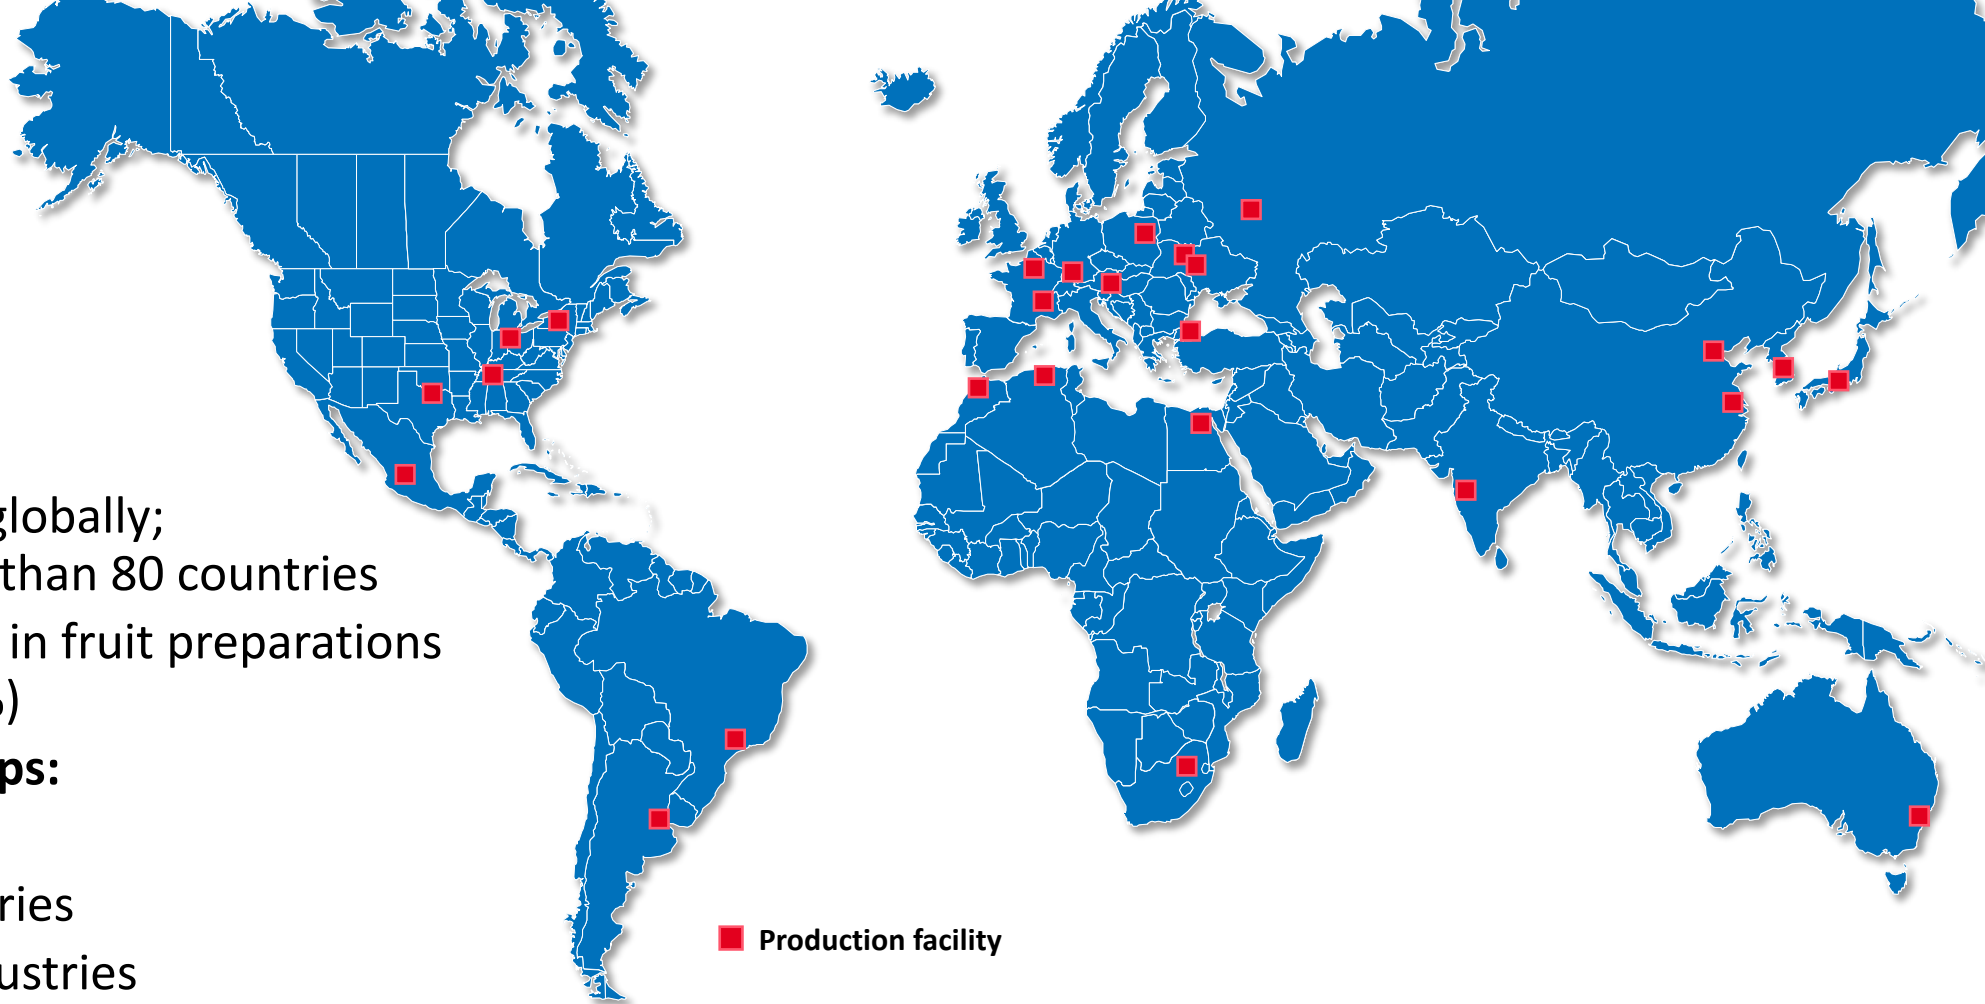 globally;
than 80 countries
in fruit preparations
)
ps:
ries
ustries
Production facility